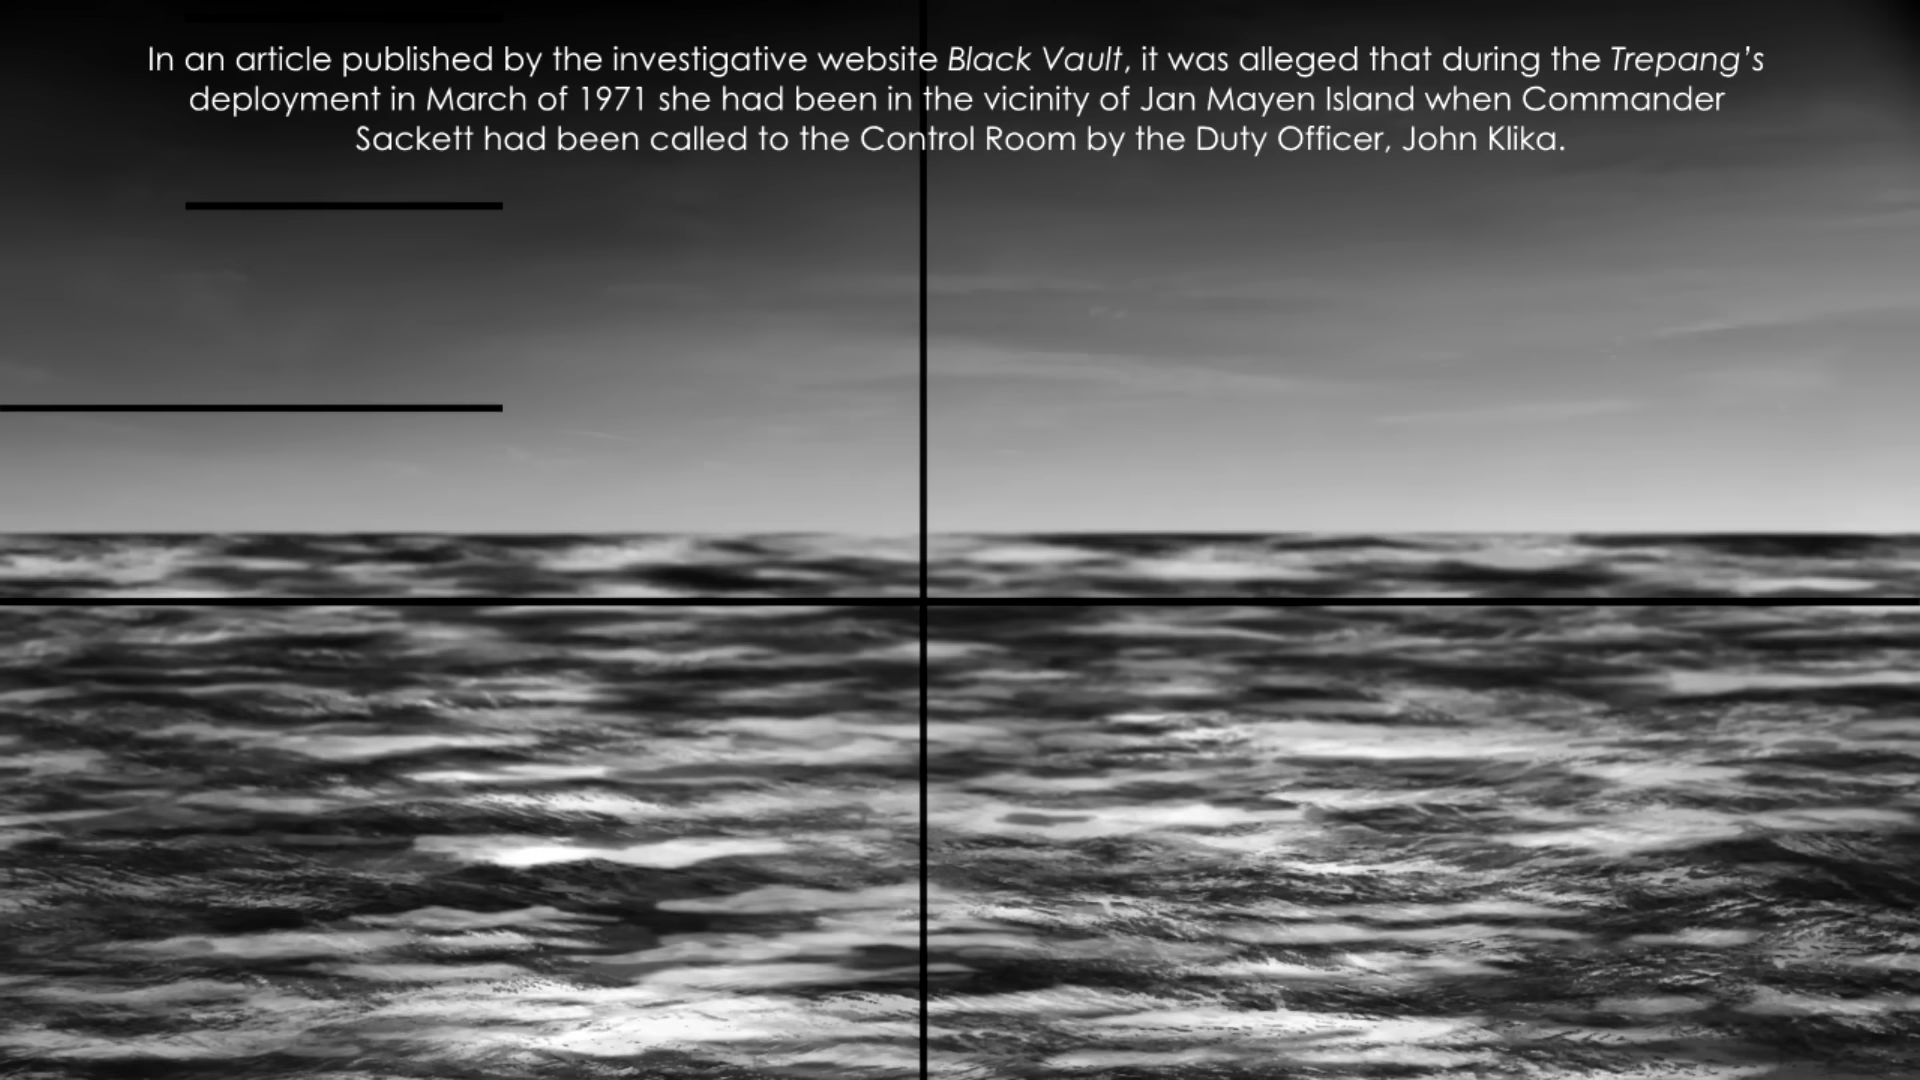 In an article published by the investigative website Black Vault, it was alleged that during the Trepang’s
deployment in March of 1971 she had been in the vicinity of Jan Mayen Island when Commander
Sackett had been called to the Control Room by the Duty Officer, John Klika.